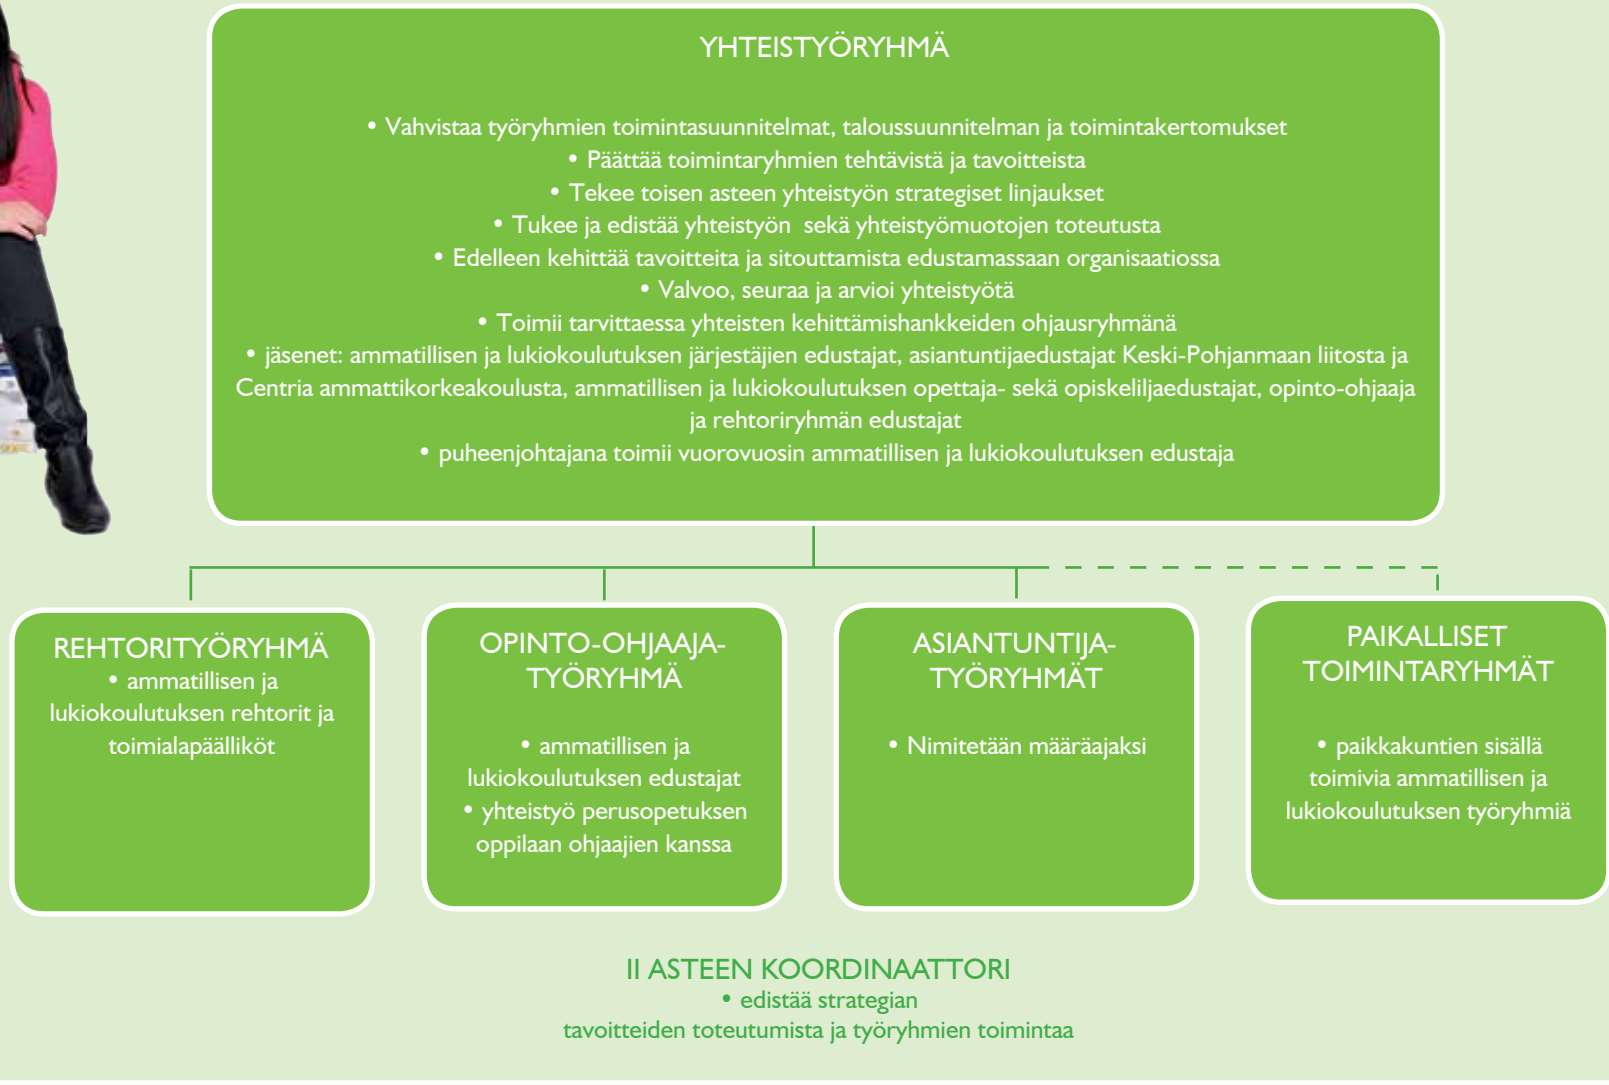 YHTEISTYÖRYHMÄ
• Vahvistaa työryhmien toimintasuunnitelmat, taloussuunnitelman ja toimintakertomukset
• Päättää toimintaryhmien tehtävistä ja tavoitteista
• Tekee toisen asteen yhteistyön strategiset linjaukset
• Tukee ja edistää yhteistyön sekä yhteistyömuotojen toteutusta
• Edelleen kehittää tavoitteita ja sitouttamista edustamassaan organisaatiossa
• Valvoo, seuraa ja arvioi yhteistyötä
• Toimii tarvittaessa yhteisten kehittämishankkeiden ohjausryhmänä
• jäsenet: ammatillisen ja lukiokoulutuksen järjestäjien edustajat, asiantuntijaedustajat Keski-Pohjanmaan liitosta ja
Centria ammattikorkeakoulusta, ammatillisen ja lukiokoulutuksen opettaja- sekä opiskeliljaedustajat, opinto-ohjaaja
ja rehtoriryhmän edustajat
• puheenjohtajana toimii vuorovuosin ammatillisen ja lukiokoulutuksen edustaja
REHTORITYÖRYHMÄ
• ammatillisen ja
lukiokoulutuksen rehtorit ja
toimialapäälliköt
OPINTO-OHJAAJA-
TYÖRYHMÄ
• ammatillisen ja
lukiokoulutuksen edustajat
• yhteistyö perusopetuksen
oppilaan ohjaajien kanssa
ASIANTUNTIJA-
TYÖRYHMÄT
• Nimitetään määräajaksi
PAIKALLISET
TOIMINTARYHMÄT
• paikkakuntien sisällä
toimivia ammatillisen ja
lukiokoulutuksen työryhmiä
II ASTEEN KOORDINAATTORI
• edistää strategian
tavoitteiden toteutumista ja työryhmien toimintaa